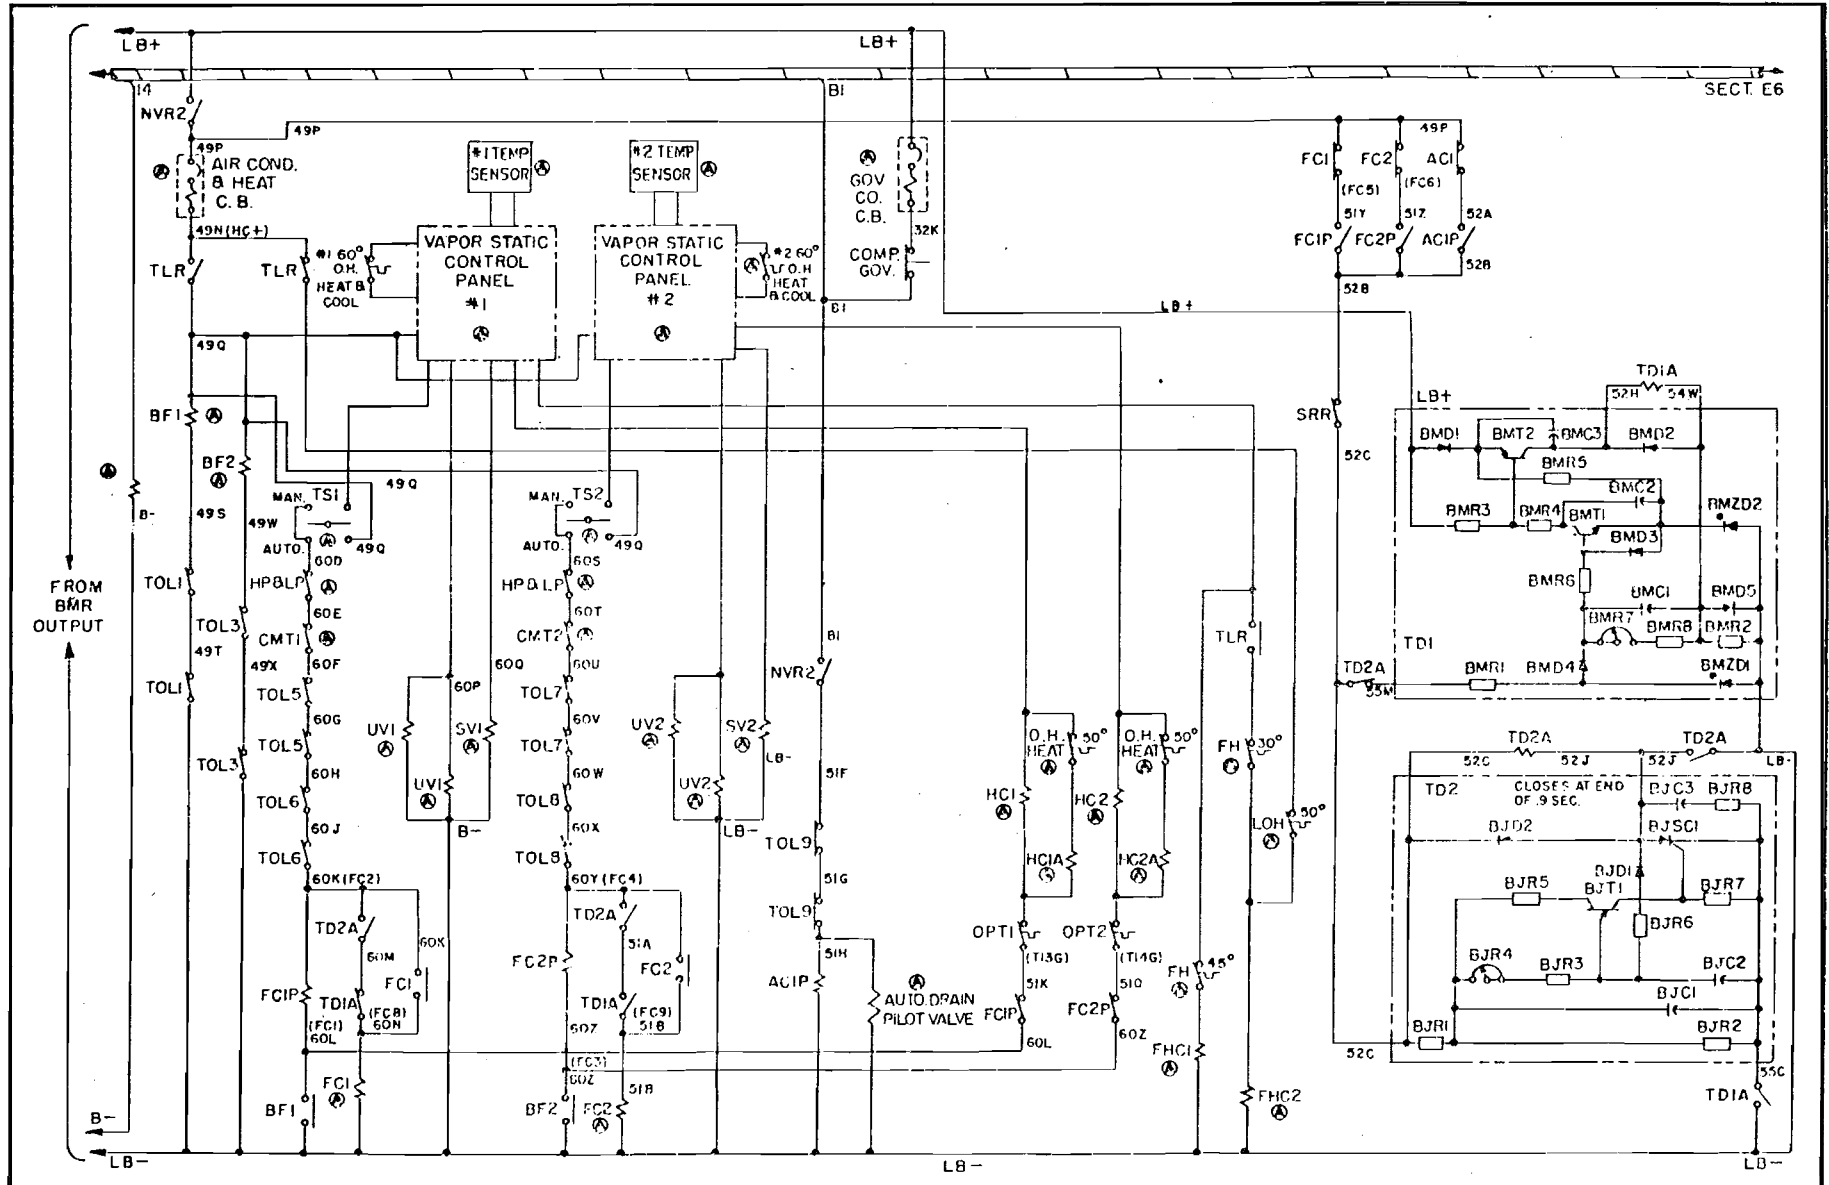 LB+
LB+
14
B1
SECT. E6
NVR2
49P
49P
49P
AIR COND.
& HEAT
C.B.
#1 TEMP
SENSOR
#2 TEMP
SENSOR
GOV
CO.
C.B.
FC1
FC2
AC1
(FC5)
(FC6)
51Y
51Z
52A
FC1P
FC2P
AC1P
52B
52B
49N(HC+)
32K
TLR
TLR
#1 60°
O.H.
HEAT &
COOL
VAPOR STATIC
CONTROL
PANEL
#1
VAPOR STATIC
CONTROL
PANEL
#2
#2 60°
O.H
HEAT
& COOL
COMP.
GOV.
B1
LB+
49Q
TD1A
52H
54W
BF1
SRR
LB+
BMD1
BMT2
BMC3
BMD2
BF2
52C
BMR5
49Q
BMC2
MAN.
TS1
MAN.
TS2
B-
49S
49W
BMR3
BMR4
BMT1
BMZD2
AUTO.
49Q
AUTO.
49Q
BMD3
60D
60S
TOL1
HP&LP
HP&LP
BMR6
FROM
BMR
OUTPUT
60E
60T
BMC1
BMD5
TOL3
CMT1
CMT2
B1
TLR
BMR7
BMR8
BMR2
49T
49X
60F
60Q
60U
TD1
TOL1
TOL5
60P
TOL7
NVR2
TD2A
BMR1
BMD4
BMZD1
55M
60G
60V
UV1
SV1
UV2
SV2
O.H.
HEAT
50°
O.H.
HEAT
50°
TOL5
TOL7
FH
30°
TD2A
TD2A
TOL3
60H
60W
LB-
51F
52C
52J
52J
LB-
UV1
UV2
TD2
CLOSES AT END
OF .9 SEC.
BJC3
BJR8
TOL6
TOL8
HC1
HC2
LOH
50°
60J
B-
60X
LB-
TOL9
BJD2
BJSC1
TOL6
TOL8
HC1A
HC2A
60K(FC2)
60Y(FC4)
51G
BJD1
BJR5
BJT1
BJR7
TD2A
TD2A
TOL9
60K
51A
OPT1
OPT2
BJR6
60M
FC2P
FC2
51H
(T13G)
(T14G)
FH
45°
BJR4
BJR3
BJC2
FC1
AC1P
51K
51Q
FC1P
TD1A
TD1A
AUTO. DRAIN
PILOT VALVE
FC1P
FC2P
BJC1
(FC1)
(FC8)
(FC9)
60L
60N
60Z
51B
60L
60Z
BJR1
BJR2
(FC3)
FHC1
52C
60Z
55C
FC1
51B
BF1
BF2
FC2
FHC2
TD1A
B-
LB-
LB-
LB-